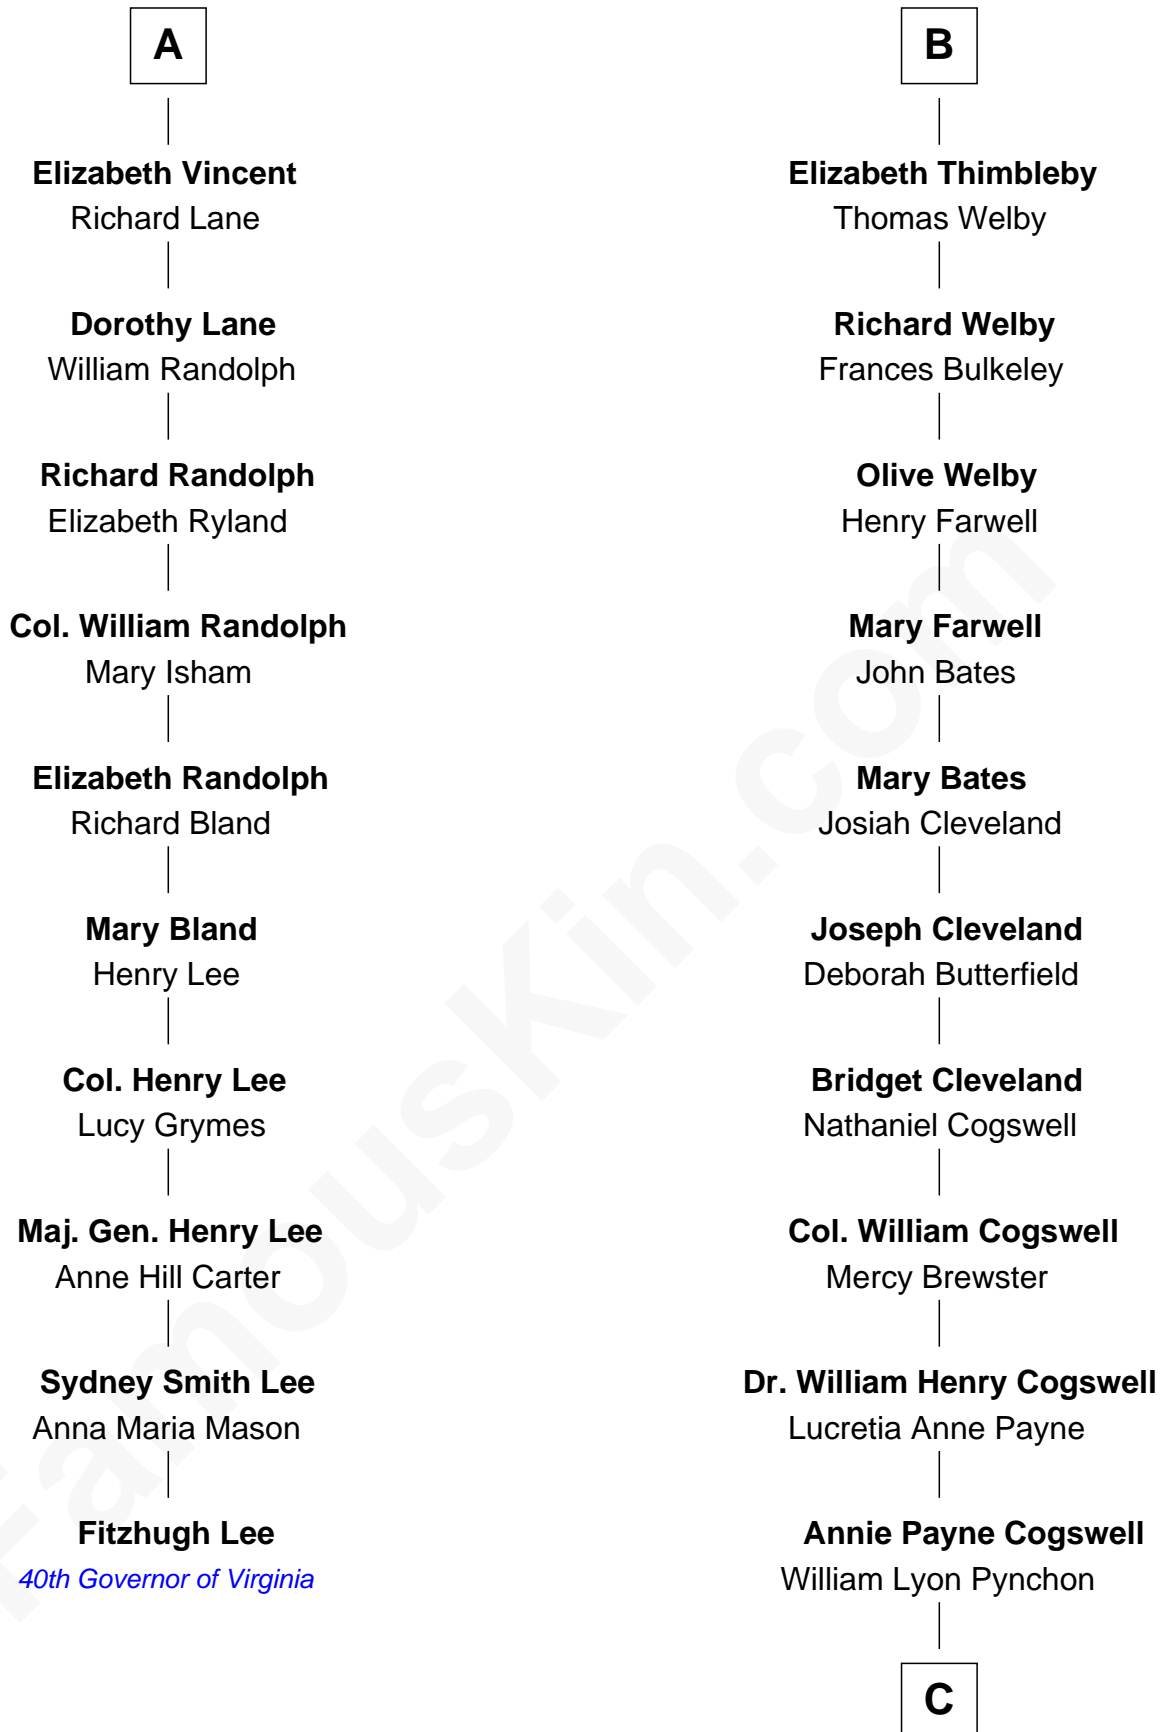 A
Elizabeth Vincent
Richard Lane
Dorothy Lane
William Randolph
Richard Randolph
Elizabeth Ryland
Col. William Randolph
Mary Isham
Elizabeth Randolph
Richard Bland
Mary Bland
Henry Lee
Col. Henry Lee
Lucy Grymes
Maj. Gen. Henry Lee
Anne Hill Carter
Sydney Smith Lee
Anna Maria Mason
Fitzhugh Lee
40th Governor of Virginia
B
Elizabeth Thimbleby
Thomas Welby
Richard Welby
Frances Bulkeley
Olive Welby
Henry Farwell
Mary Farwell
John Bates
Mary Bates
Josiah Cleveland
Joseph Cleveland
Deborah Butterfield
Bridget Cleveland
Nathaniel Cogswell
Col. William Cogswell
Mercy Brewster
Dr. William Henry Cogswell
Lucretia Anne Payne
Annie Payne Cogswell
William Lyon Pynchon
C
FamousKin.com